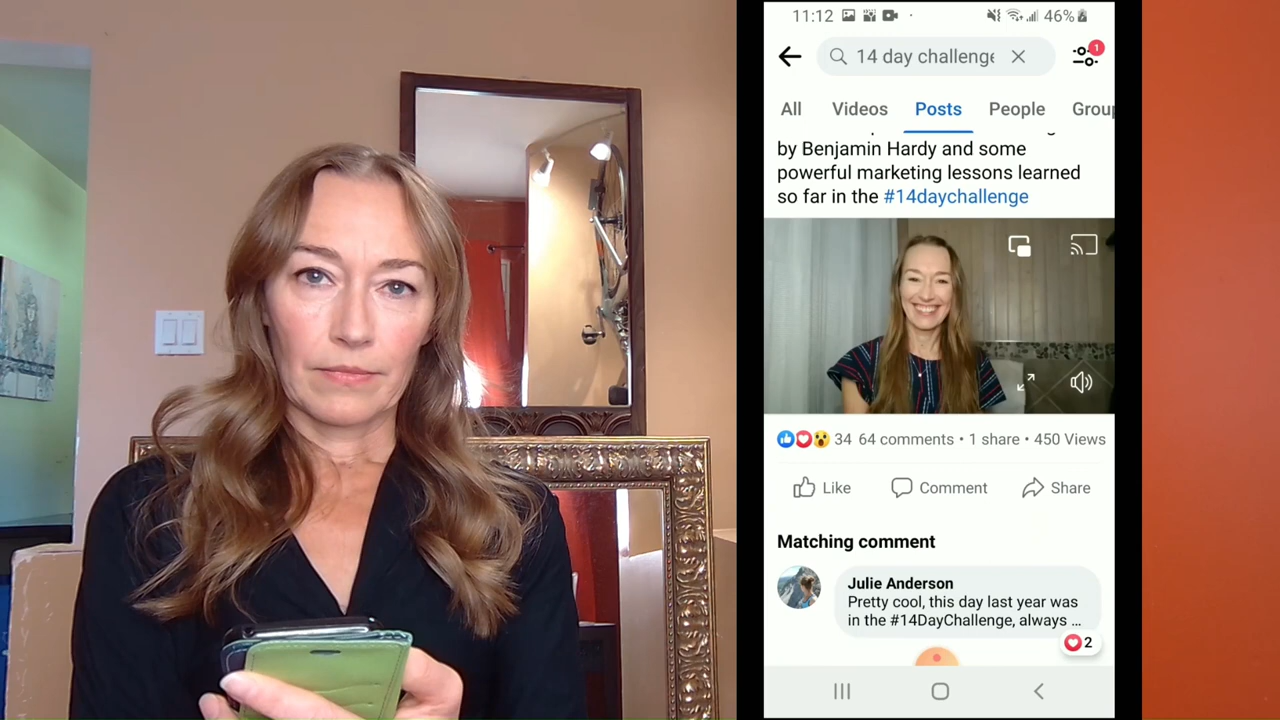 11:12
46%
14 day challenge
1
All Videos Posts People Group
by Benjamin Hardy and some
powerful marketing lessons learned
so far in the #14daychallenge
34 64 comments • 1 share • 450 Views
Like Comment Share
Matching comment
Julie Anderson
Pretty cool, this day last year was
in the #14DayChallenge, always ...
2